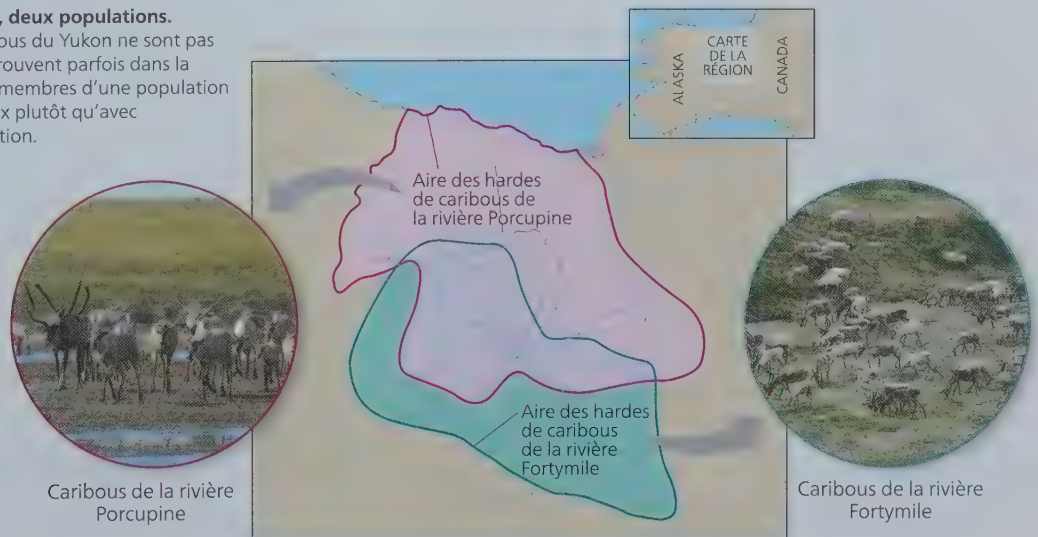 , deux populations.
ous du Yukon ne sont pas
rouvent parfois dans la
membres d'une population
x plutôt qu'avec
tion.
ALASKA
CARTE
DE LA
RÉGION
CANADA
Aire des hardes
de caribous de
la rivière Porcupine
Aire des hardes
de caribous
de la rivière
Fortymile
Caribous de la rivière
Porcupine
Caribous de la rivière
Fortymile